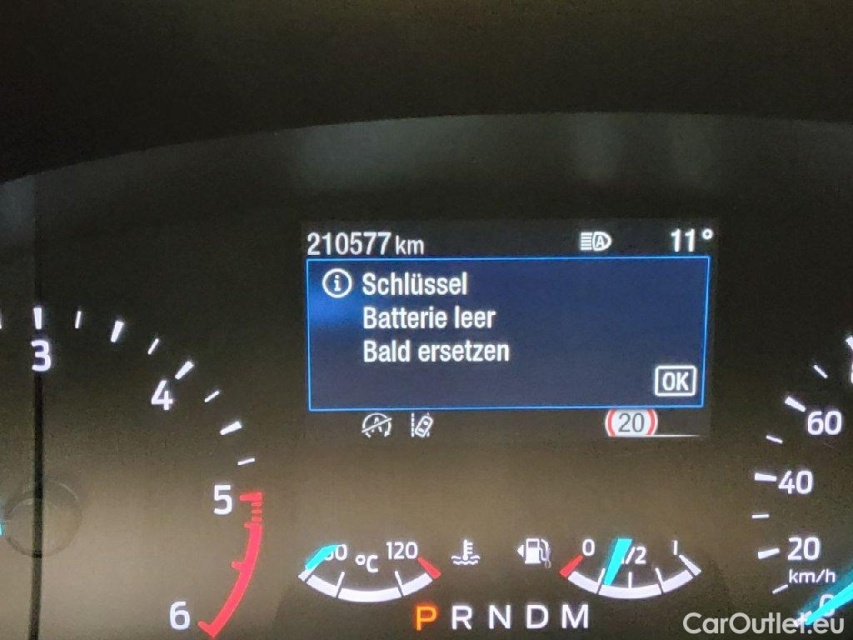 210577 km 11°
Schlüssel
Batterie leer
Bald ersetzen
OK
20
3
4
5
6
60
40
20
km/h
0
°C 120
0 1/2 1
P R N D M
CarOutlet.eu